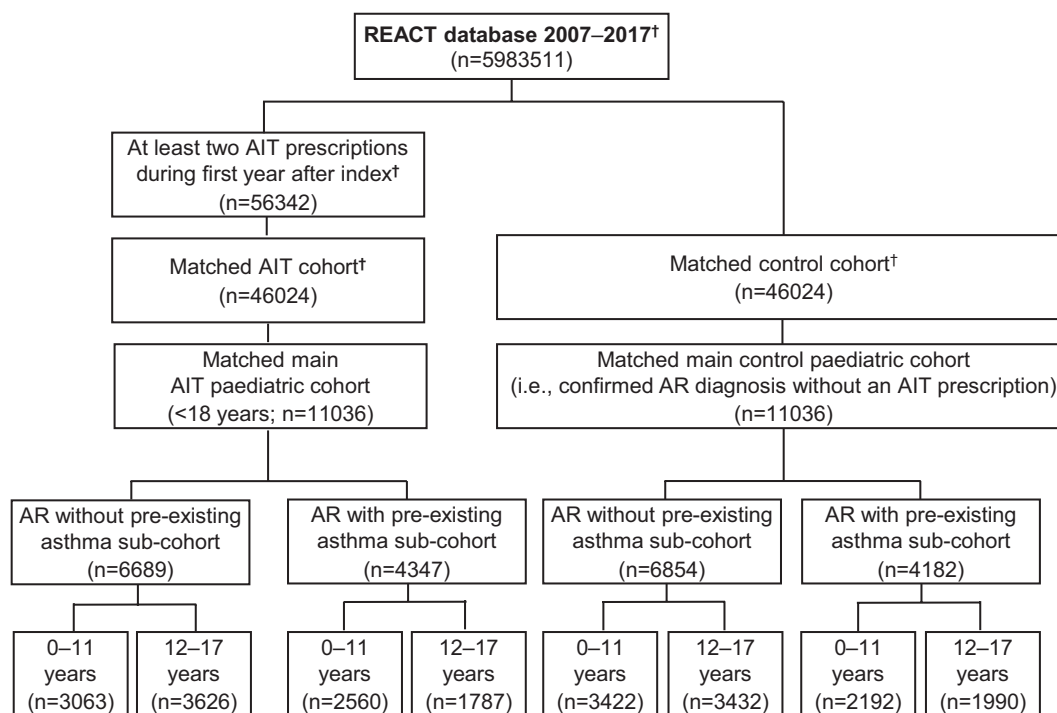 REACT database 2007–2017†
(n=5983511)
At least two AIT prescriptions
during first year after index†
(n=56342)
Matched AIT cohort†
(n=46024)
Matched control cohort†
(n=46024)
Matched main
AIT paediatric cohort
(<18 years; n=11036)
Matched main control paediatric cohort
(i.e., confirmed AR diagnosis without an AIT prescription)
(n=11036)
AR without pre-existing
asthma sub-cohort
(n=6689)
AR with pre-existing
asthma sub-cohort
(n=4347)
AR without pre-existing
asthma sub-cohort
(n=6854)
AR with pre-existing
asthma sub-cohort
(n=4182)
0–11
years
(n=3063)
12–17
years
(n=3626)
0–11
years
(n=2560)
12–17
years
(n=1787)
0–11
years
(n=3422)
12–17
years
(n=3432)
0–11
years
(n=2192)
12–17
years
(n=1990)